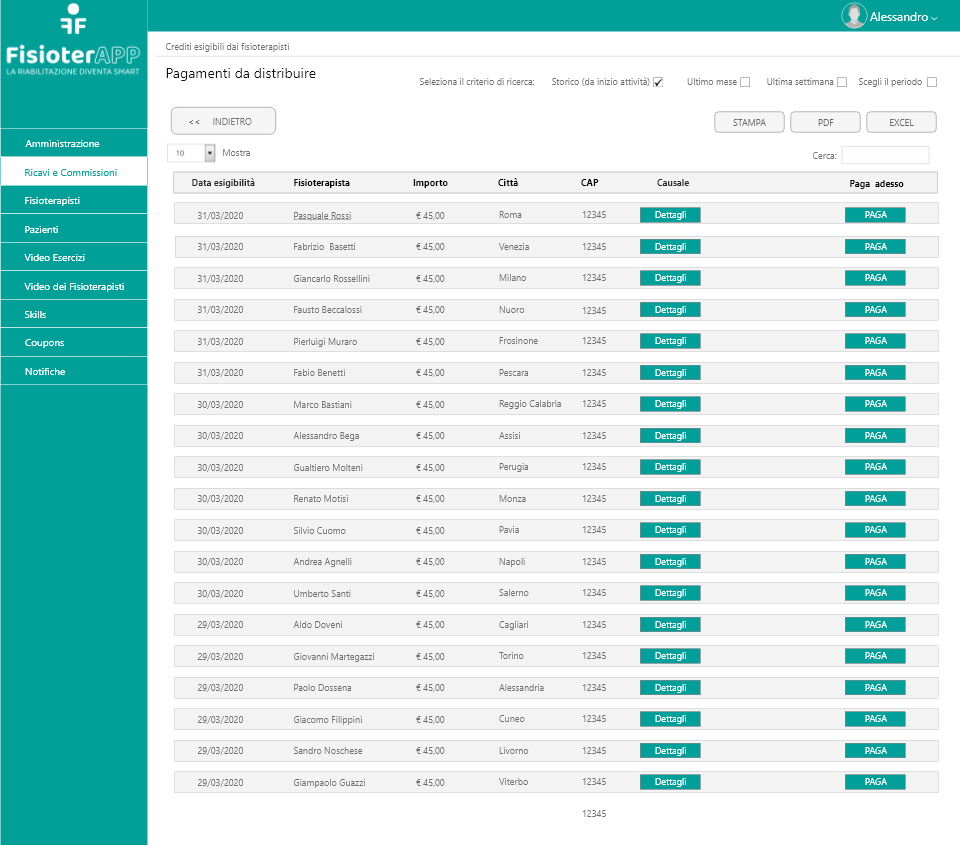 Alessandro
FisioterAPP
LA RIABILITAZIONE DIVENTA SMART
Crediti esigibili dai fisioterapisti
Pagamenti da distribuire
Seleziona il criterio di ricerca: Storico (da inizio attività) Ultimo mese Ultima settimana Scegli il periodo
<< INDIETRO STAMPA PDF EXCEL
10 Mostra Cerca:
Amministrazione
Ricavi e Commissioni
Fisioterapisti
Pazienti
Video Esercizi
Video dei Fisioterapisti
Skills
Coupons
Notifiche
Data esigibilità Fisioterapista Importo Città CAP Causale Paga adesso
31/03/2020 Pasquale Rossi € 45,00 Roma 12345 Dettagli PAGA
31/03/2020 Fabrizio Basetti € 45,00 Venezia 12345 Dettagli PAGA
31/03/2020 Giancarlo Rossellini € 45,00 Milano 12345 Dettagli PAGA
31/03/2020 Fausto Beccalossi € 45,00 Nuoro 12345 Dettagli PAGA
31/03/2020 Pierluigi Muraro € 45,00 Frosinone 12345 Dettagli PAGA
31/03/2020 Fabio Benetti € 45,00 Pescara 12345 Dettagli PAGA
30/03/2020 Marco Bastiani € 45,00 Reggio Calabria 12345 Dettagli PAGA
30/03/2020 Alessandro Bega € 45,00 Assisi 12345 Dettagli PAGA
30/03/2020 Gualtiero Molteni € 45,00 Perugia 12345 Dettagli PAGA
30/03/2020 Renato Motisi € 45,00 Monza 12345 Dettagli PAGA
30/03/2020 Silvio Cuomo € 45,00 Pavia 12345 Dettagli PAGA
30/03/2020 Andrea Agnelli € 45,00 Napoli 12345 Dettagli PAGA
30/03/2020 Umberto Santi € 45,00 Salerno 12345 Dettagli PAGA
29/03/2020 Aldo Doveni € 45,00 Cagliari 12345 Dettagli PAGA
29/03/2020 Giovanni Martegazzi € 45,00 Torino 12345 Dettagli PAGA
29/03/2020 Paolo Dossena € 45,00 Alessandria 12345 Dettagli PAGA
29/03/2020 Giacomo Filippini € 45,00 Cuneo 12345 Dettagli PAGA
29/03/2020 Sandro Noschese € 45,00 Livorno 12345 Dettagli PAGA
29/03/2020 Giampaolo Guazzi € 45,00 Viterbo 12345 Dettagli PAGA
12345